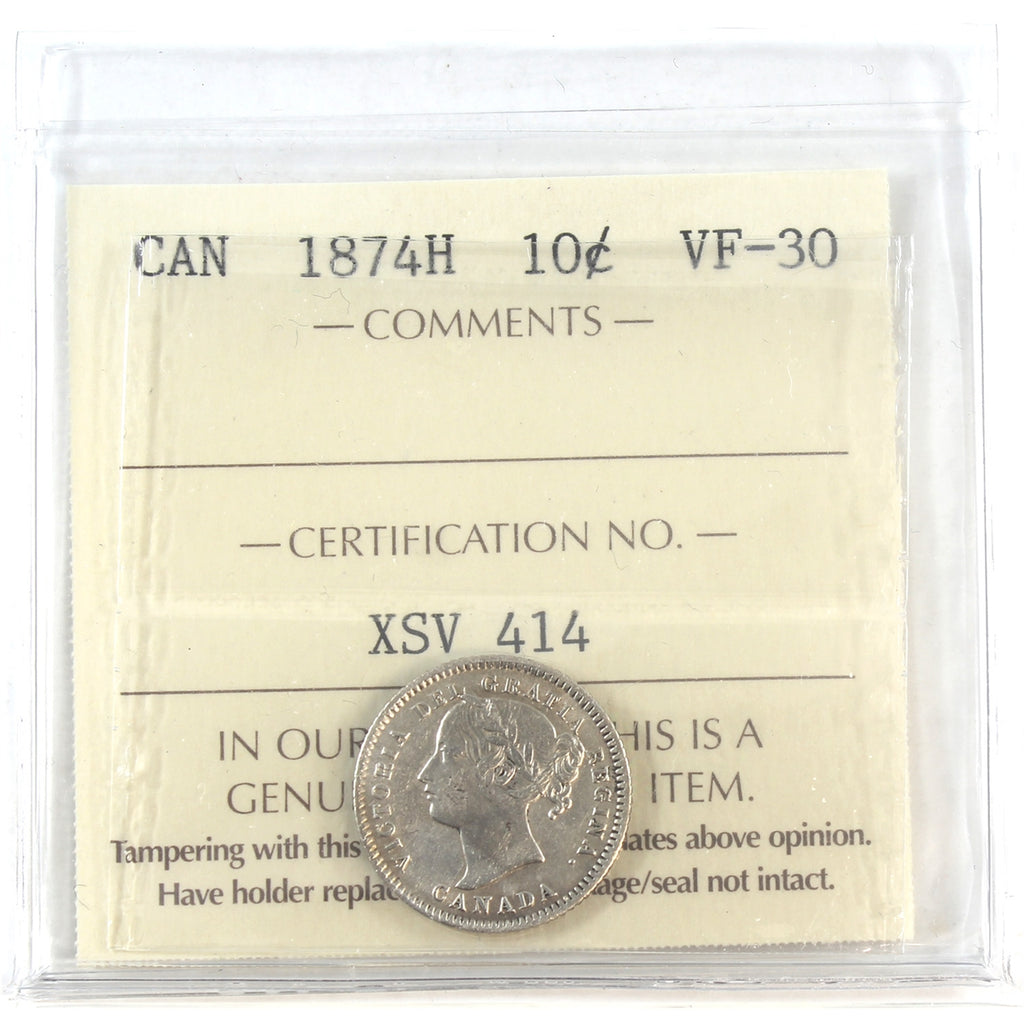 CAN 1874H 10¢ VF-30
— COMMENTS —
— CERTIFICATION NO. —
XSV 414
IN OUR HIS IS A
GENU ITEM.
Tampering with this ates above opinion.
Have holder replac age/seal not intact.
VICTORIA DEI GRATIA REGINA.
CANADA